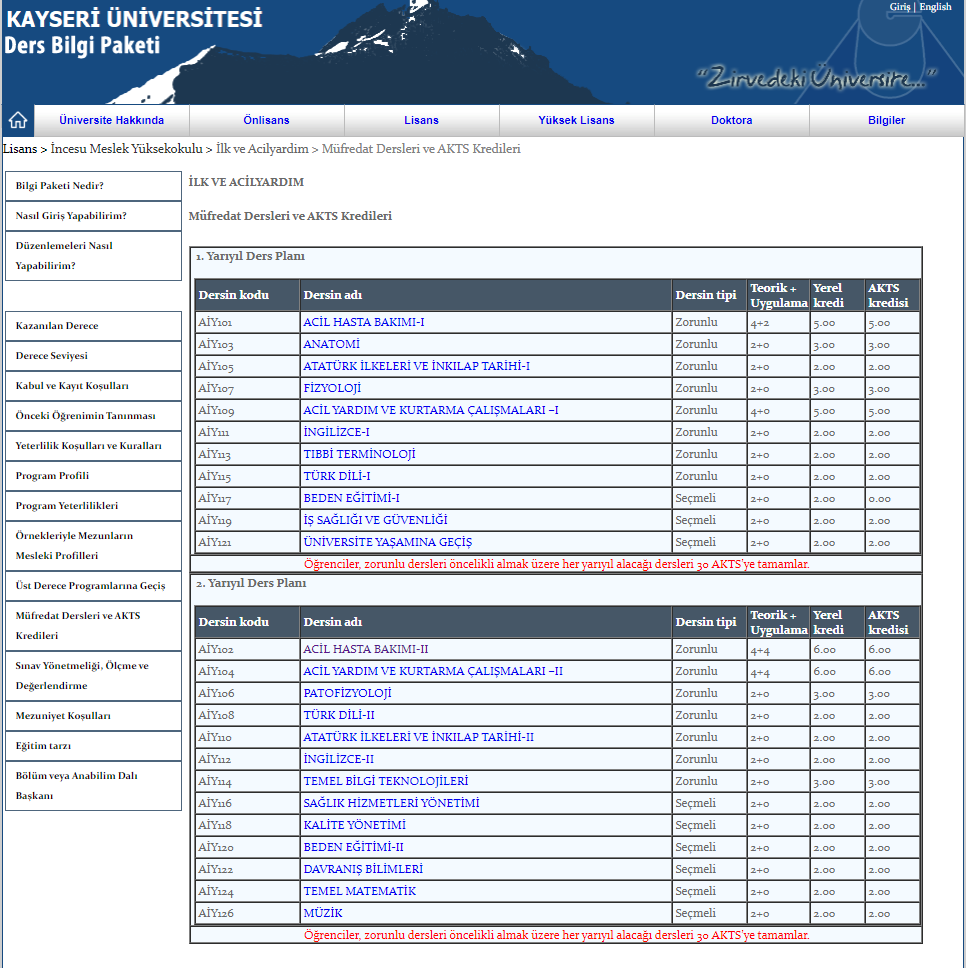 Giriş | English
KAYSERİ ÜNİVERSİTESİ
Ders Bilgi Paketi
"Zirvedeki Üniversite..."
Üniversite Hakkında Önlisans Lisans Yüksek Lisans Doktora Bilgiler
Lisans > İncesu Meslek Yüksekokulu > İlk ve Acilyardim > Müfredat Dersleri ve AKTS Kredileri
Bilgi Paketi Nedir?
Nasıl Giriş Yapabilirim?
Düzenlemeleri Nasıl
Yapabilirim?
Kazanılan Derece
Derece Seviyesi
Kabul ve Kayıt Koşulları
Önceki Öğrenimin Tanınması
Yeterlilik Koşulları ve Kuralları
Program Profili
Program Yeterlilikleri
Örnekleriyle Mezunların
Mesleki Profilleri
Üst Derece Programlarına Geçiş
Müfredat Dersleri ve AKTS
Kredileri
Sınav Yönetmeliği, Ölçme ve
Değerlendirme
Mezuniyet Koşulları
Eğitim tarzı
Bölüm veya Anabilim Dalı
Başkanı
İLK VE ACİLYARDIM
Müfredat Dersleri ve AKTS Kredileri
1. Yarıyıl Ders Planı
Dersin kodu Dersin adı Dersin tipi Teorik + Uygulama Yerel kredi AKTS kredisi
AİY101 ACİL HASTA BAKIMI-I Zorunlu 4+2 5.00 5.00
AİY103 ANATOMİ Zorunlu 2+0 3.00 3.00
AİY105 ATATÜRK İLKELERİ VE İNKILAP TARİHİ-I Zorunlu 2+0 2.00 2.00
AİY107 FİZYOLOJİ Zorunlu 2+0 3.00 3.00
AİY109 ACİL YARDIM VE KURTARMA ÇALIŞMALARI –I Zorunlu 4+0 5.00 5.00
AİY111 İNGİLİZCE-I Zorunlu 2+0 2.00 2.00
AİY113 TIBBİ TERMİNOLOJİ Zorunlu 2+0 2.00 2.00
AİY115 TÜRK DİLİ-I Zorunlu 2+0 2.00 2.00
AİY117 BEDEN EĞİTİMİ-I Seçmeli 2+0 2.00 0.00
AİY119 İŞ SAĞLIĞI VE GÜVENLİĞİ Seçmeli 2+0 2.00 2.00
AİY121 ÜNİVERSİTE YAŞAMINA GEÇİŞ Seçmeli 2+0 2.00 2.00
Öğrenciler, zorunlu dersleri öncelikli almak üzere her yarıyıl alacağı dersleri 30 AKTS'ye tamamlar.
2. Yarıyıl Ders Planı
Dersin kodu Dersin adı Dersin tipi Teorik + Uygulama Yerel kredi AKTS kredisi
AİY102 ACİL HASTA BAKIMI-II Zorunlu 4+4 6.00 6.00
AİY104 ACİL YARDIM VE KURTARMA ÇALIŞMALARI –II Zorunlu 4+4 6.00 6.00
AİY106 PATOFİZYOLOJİ Zorunlu 2+0 3.00 3.00
AİY108 TÜRK DİLİ-II Zorunlu 2+0 2.00 2.00
AİY110 ATATÜRK İLKELERİ VE İNKILAP TARİHİ-II Zorunlu 2+0 2.00 2.00
AİY112 İNGİLİZCE-II Zorunlu 2+0 2.00 2.00
AİY114 TEMEL BİLGİ TEKNOLOJİLERİ Zorunlu 2+0 3.00 3.00
AİY116 SAĞLIK HİZMETLERİ YÖNETİMİ Seçmeli 2+0 2.00 2.00
AİY118 KALİTE YÖNETİMİ Seçmeli 2+0 2.00 2.00
AİY120 BEDEN EĞİTİMİ-II Seçmeli 2+0 2.00 2.00
AİY122 DAVRANIŞ BİLİMLERİ Seçmeli 2+0 2.00 2.00
AİY124 TEMEL MATEMATİK Seçmeli 2+0 2.00 2.00
AİY126 MÜZİK Seçmeli 2+0 2.00 2.00
Öğrenciler, zorunlu dersleri öncelikli almak üzere her yarıyıl alacağı dersleri 30 AKTS'ye tamamlar.